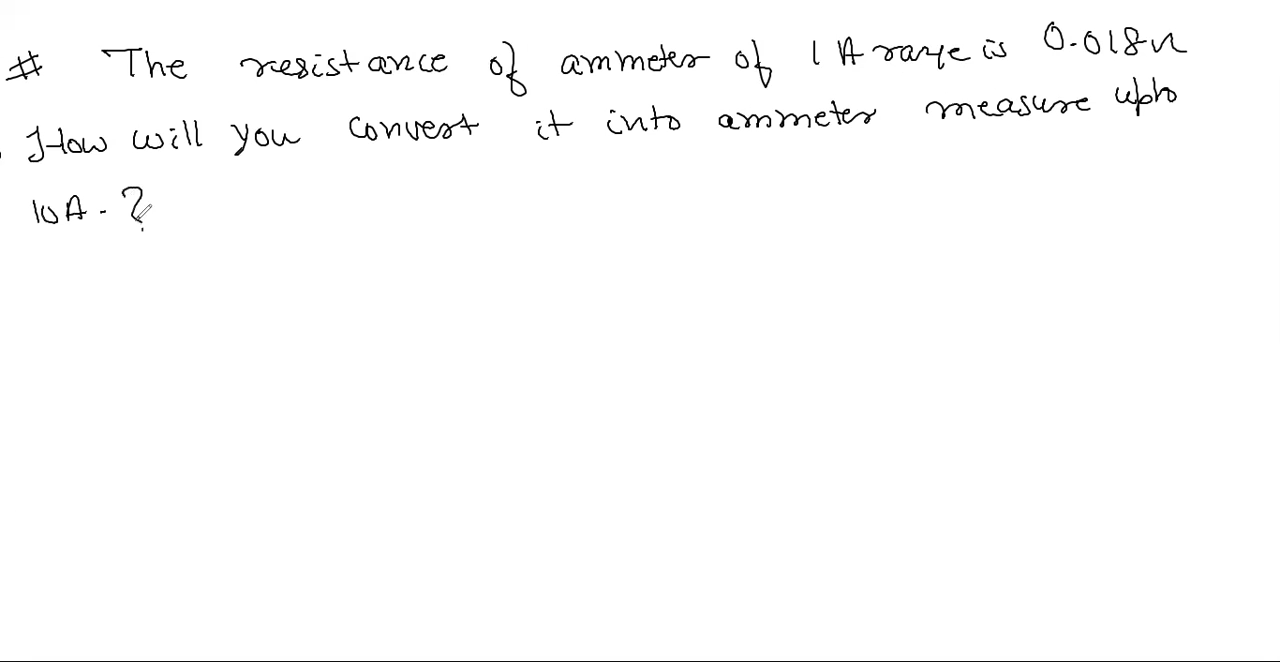 # The resistance of ammeter of 1 A range is 0.018Ω
How will you convert it into ammeter measure upto
10A - ?